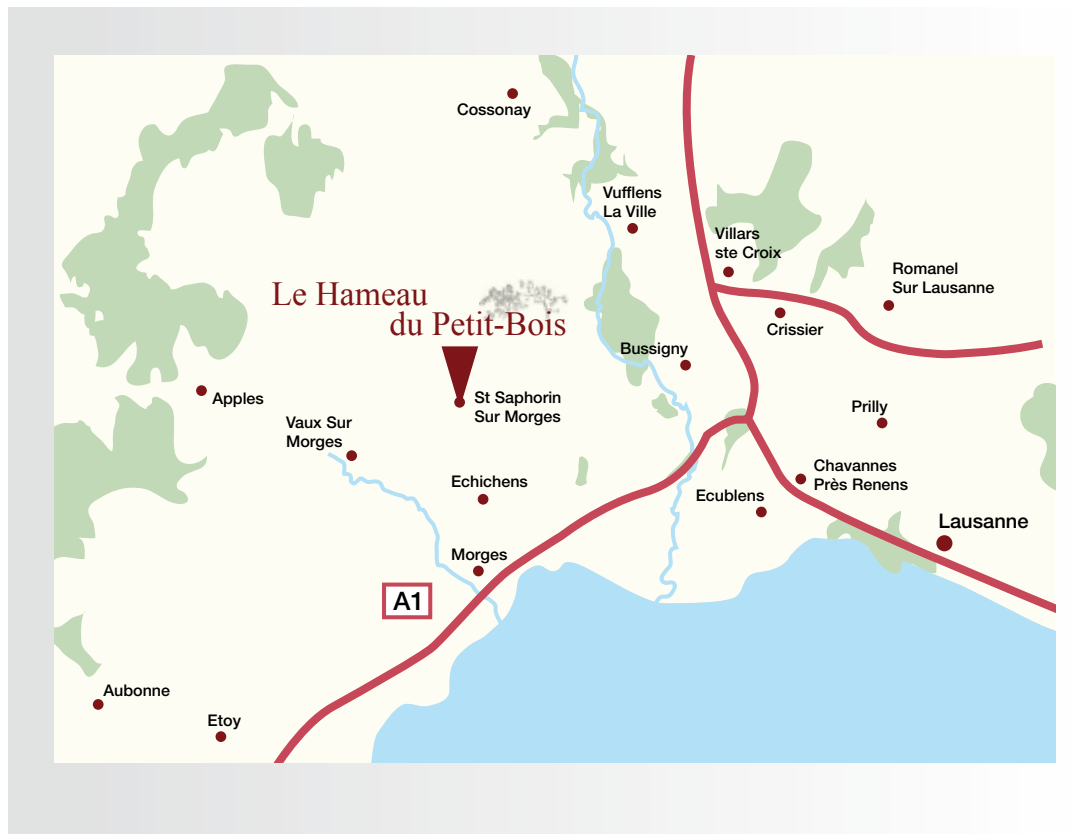 Cossonay
Vufflens
La Ville
Villars
ste Croix
Romanel
Sur Lausanne
Le Hameau
du Petit-Bois
Crissier
Bussigny
Apples
St Saphorin
Sur Morges
Prilly
Vaux Sur
Morges
Chavannes
Près Renens
Echichens
Ecublens
Lausanne
Morges
A1
Aubonne
Etoy